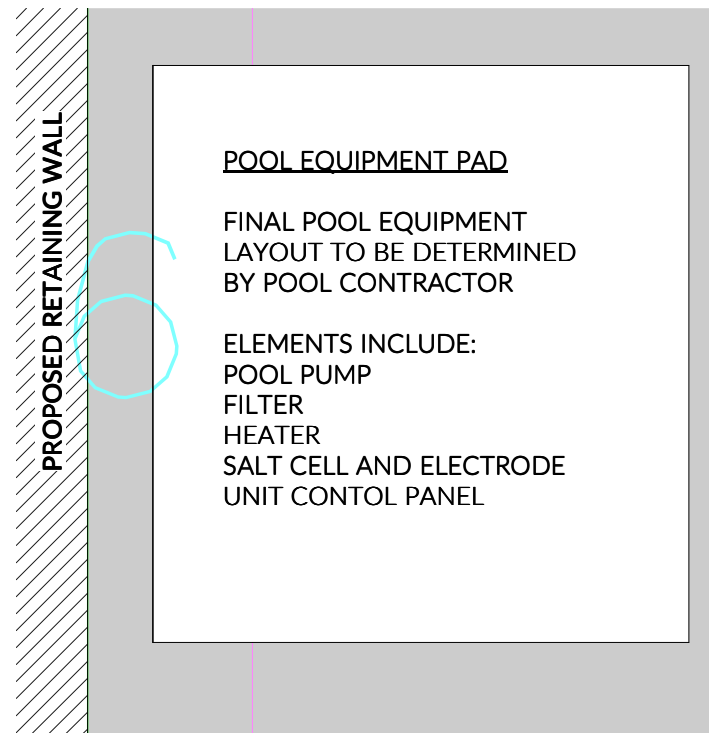 PROPOSED RETAINING WALL
6
POOL EQUIPMENT PAD
FINAL POOL EQUIPMENT
LAYOUT TO BE DETERMINED
BY POOL CONTRACTOR
ELEMENTS INCLUDE:
POOL PUMP
FILTER
HEATER
SALT CELL AND ELECTRODE
UNIT CONTOL PANEL